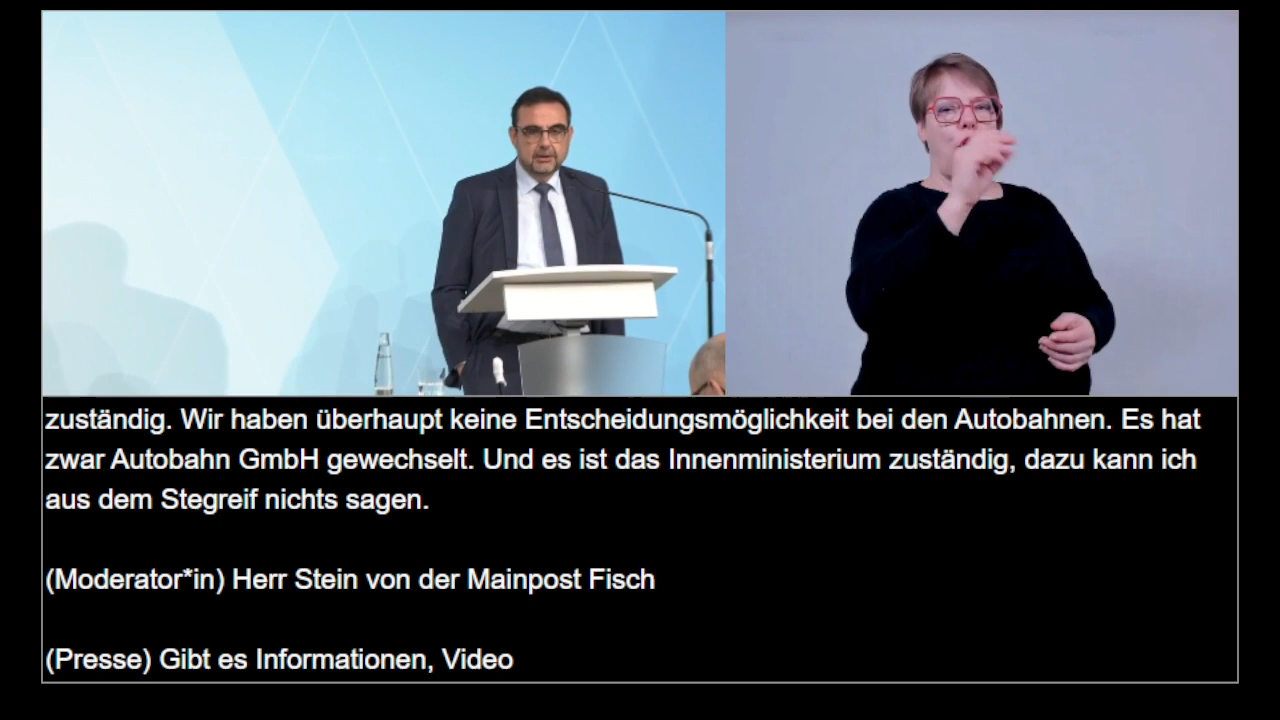 zuständig. Wir haben überhaupt keine Entscheidungsmöglichkeit bei den Autobahnen. Es hat
zwar Autobahn GmbH gewechselt. Und es ist das Innenministerium zuständig, dazu kann ich
aus dem Stegreif nichts sagen.
(Moderator*in) Herr Stein von der Mainpost Fisch
(Presse) Gibt es Informationen, Video